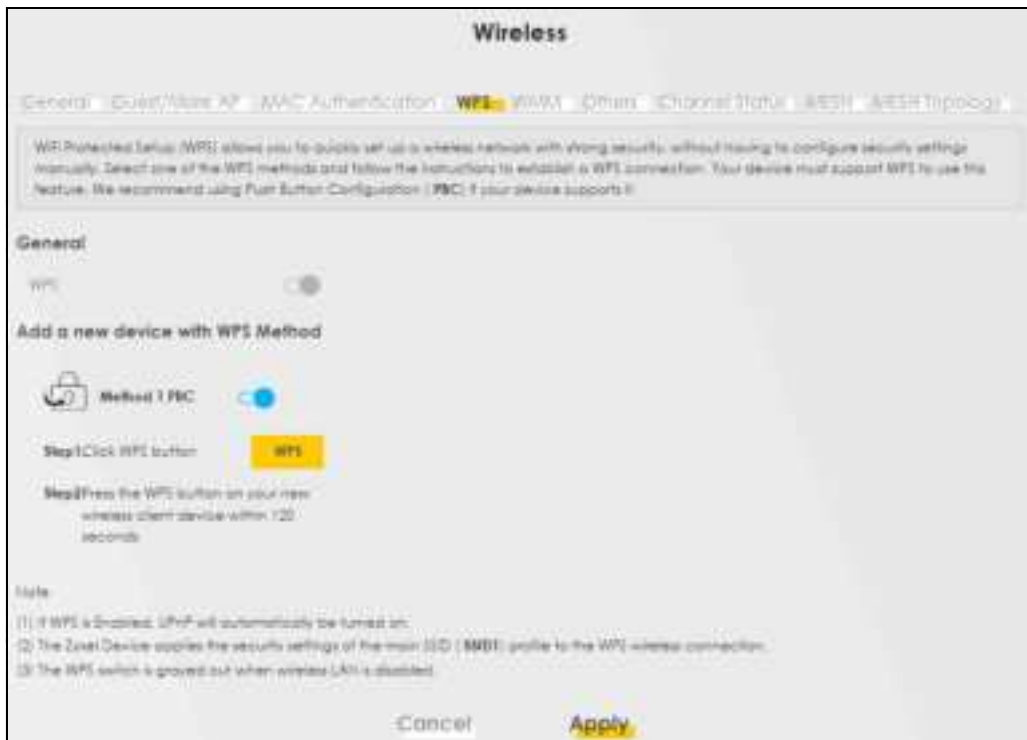 Wireless
General Guest/More AP MAC Authentication WPS WMM Others Channel Status MESH MESH Topology
WiFi Protected Setup (WPS) allows you to quickly set up a wireless network with strong security, without having to configure security settings
manually. Select one of the WPS methods and follow the instructions to establish a WPS connection. Your device must support WPS to use this
feature. We recommend using Push Button Configuration ( PBC) if your device supports it.
General
WPS
Add a new device with WPS Method
Method 1 PBC
Step1Click WPS button WPS
Step2Press the WPS button on your new
wireless client device within 120
seconds
Note
(1) If WPS is Enabled, UPnP will automatically be turned on.
(2) The Zyxel Device applies the security settings of the main SSID ( SSID1) profile to the WPS wireless connection.
(3) The WPS switch is grayed out when wireless LAN is disabled.
Cancel Apply